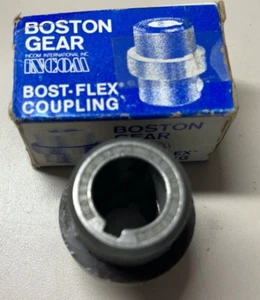 BOSTON
GEAR
INCOM INTERNATIONAL INC
INCOM
BOST-FLEX®
COUPLING
BOSTON
GEAR